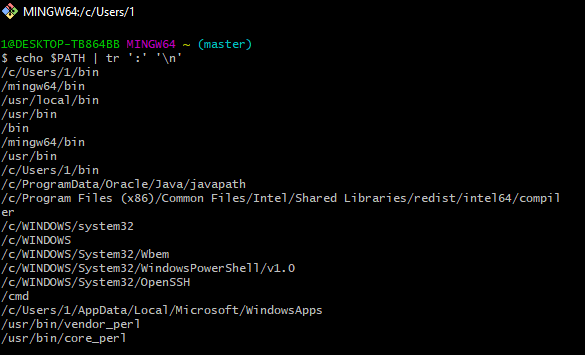 MINGW64:/c/Users/1
1@DESKTOP-TB864BB MINGW64 ~ (master)
$ echo $PATH | tr ':' '\n'
/c/Users/1/bin
/mingw64/bin
/usr/local/bin
/usr/bin
/bin
/mingw64/bin
/usr/bin
/c/Users/1/bin
/c/ProgramData/Oracle/Java/javapath
/c/Program Files (x86)/Common Files/Intel/Shared Libraries/redist/intel64/compil
er
/c/WINDOWS/system32
/c/WINDOWS
/c/WINDOWS/System32/Wbem
/c/WINDOWS/System32/WindowsPowerShell/v1.0
/c/WINDOWS/System32/OpenSSH
/cmd
/c/Users/1/AppData/Local/Microsoft/WindowsApps
/usr/bin/vendor_perl
/usr/bin/core_perl